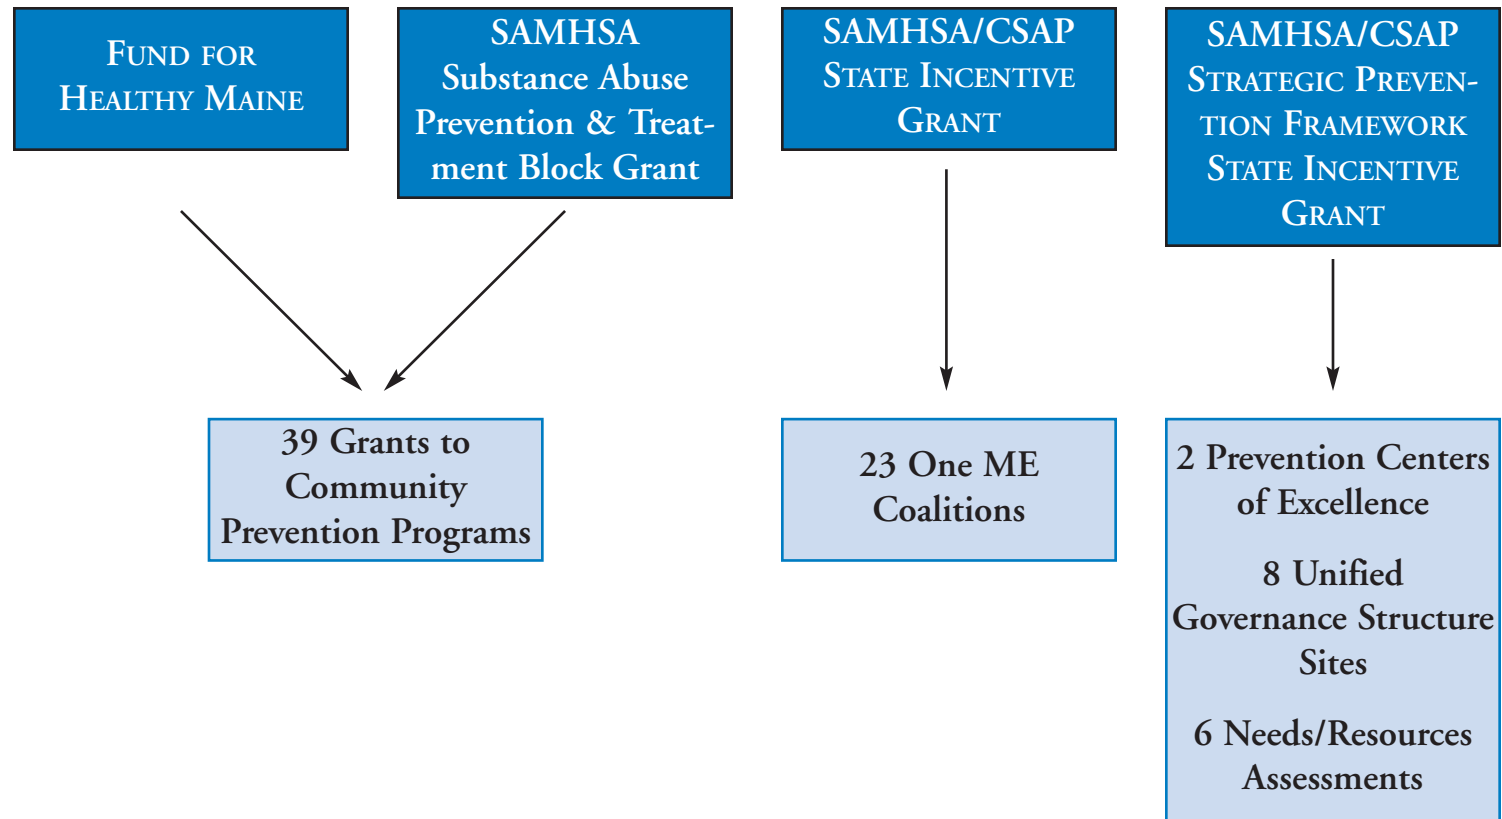 FUND FOR
HEALTHY MAINE
SAMHSA
Substance Abuse
Prevention & Treat-
ment Block Grant
SAMHSA/CSAP
STATE INCENTIVE
GRANT
SAMHSA/CSAP
STRATEGIC PREVEN-
TION FRAMEWORK
STATE INCENTIVE
GRANT
39 Grants to
Community
Prevention Programs
23 One ME
Coalitions
2 Prevention Centers
of Excellence
8 Unified
Governance Structure
Sites
6 Needs/Resources
Assessments